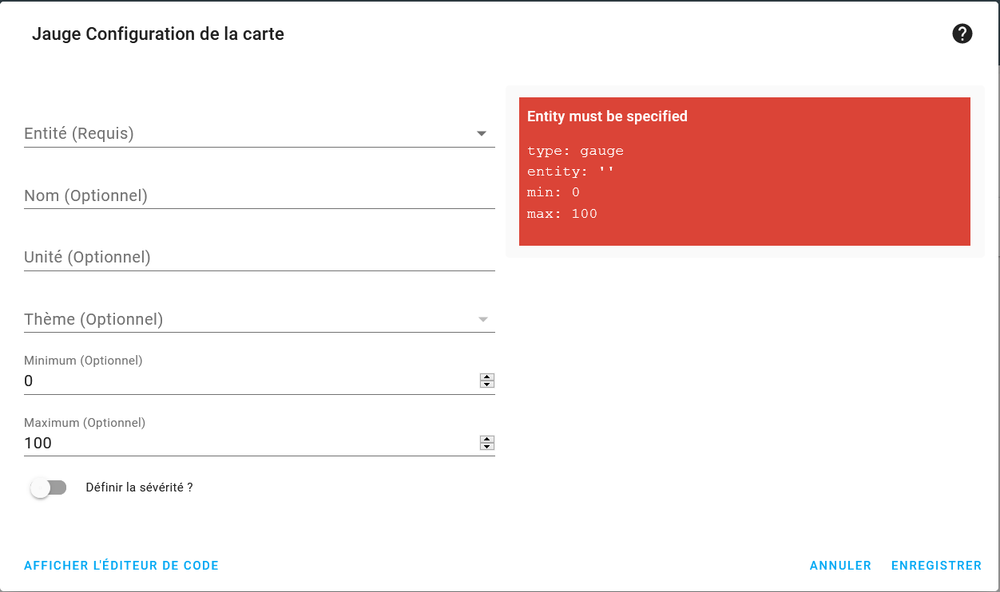 Jauge Configuration de la carte
?
Entité (Requis)
Nom (Optionnel)
Unité (Optionnel)
Thème (Optionnel)
Minimum (Optionnel)
0
Maximum (Optionnel)
100
Définir la sévérité ?
Entity must be specified
type: gauge
entity: ''
min: 0
max: 100
AFFICHER L'ÉDITEUR DE CODE
ANNULER
ENREGISTRER